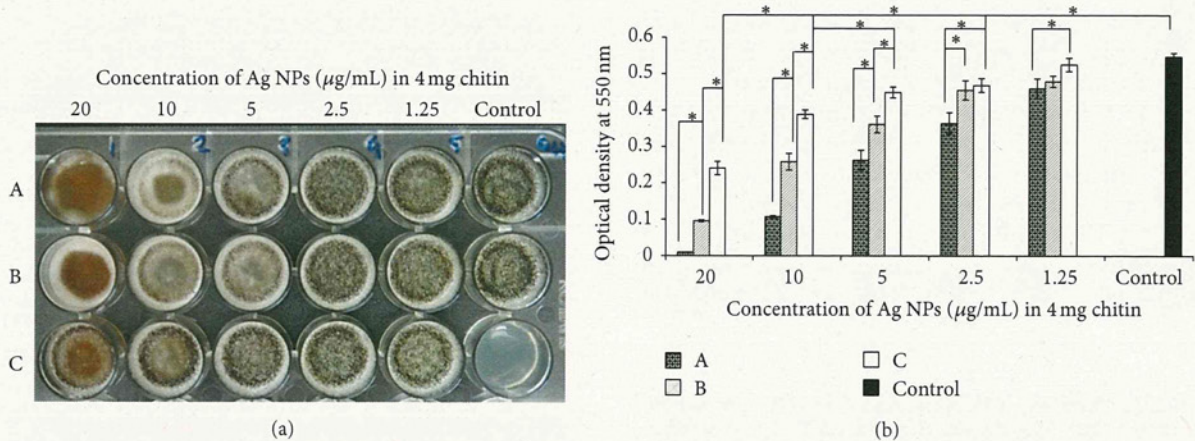 Concentration of Ag NPs (μg/mL) in 4 mg chitin
20 10 5 2.5 1.25 Control
1 2 3 4 5
A
B
C
(a)
* * * * *
* * * * * * * *
* *
* *
Optical density at 550 nm
0.6
0.5
0.4
0.3
0.2
0.1
0
20 10 5 2.5 1.25 Control
Concentration of Ag NPs (μg/mL) in 4 mg chitin
A C
B Control
(b)